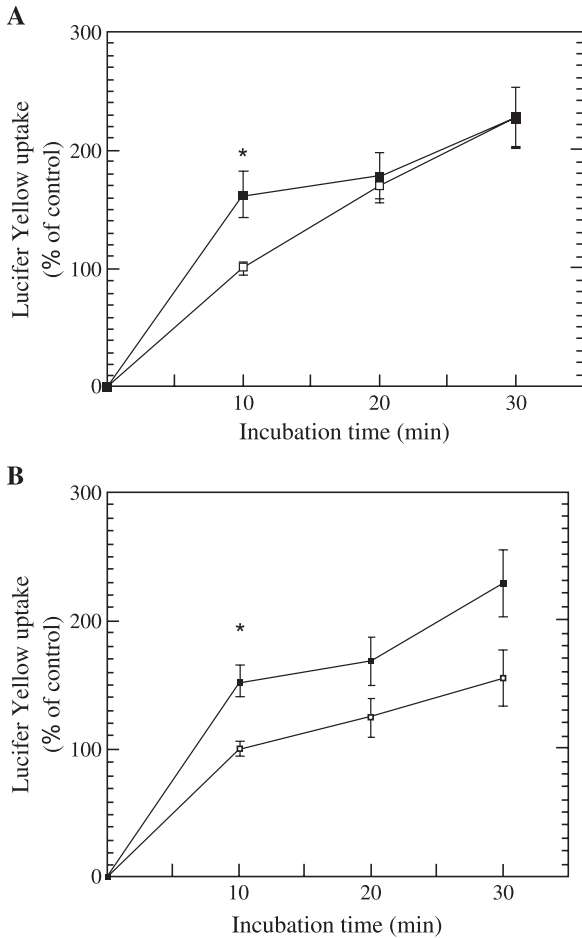 A
300
200
100
0
*
10
20
30
Lucifer Yellow uptake
(% of control)
Incubation time (min)
B
300
200
100
0
*
10
20
30
Lucifer Yellow uptake
(% of control)
Incubation time (min)